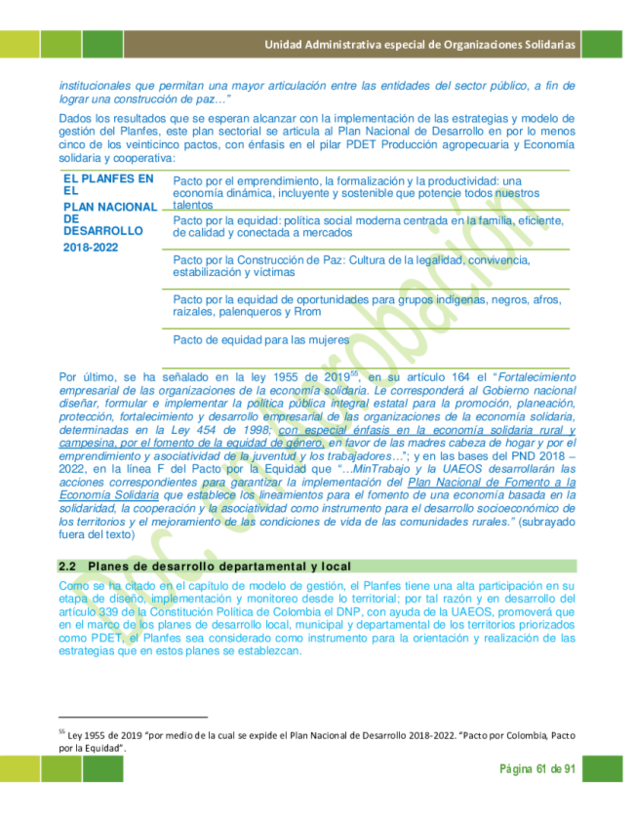 Unidad Administrativa especial de Organizaciones Solidarias
institucionales que permitan una mayor articulación entre las entidades del sector público, a fin de
lograr una construcción de paz…”
Dados los resultados que se esperan alcanzar con la implementación de las estrategias y modelo de
gestión del Planfes, este plan sectorial se articula al Plan Nacional de Desarrollo en por lo menos
cinco de los veinticinco pactos, con énfasis en el pilar PDET Producción agropecuaria y Economía
solidaria y cooperativa:
EL PLANFES EN
EL
PLAN NACIONAL
DE
DESARROLLO
2018-2022
Pacto por el emprendimiento, la formalización y la productividad: una
economía dinámica, incluyente y sostenible que potencie todos nuestros
talentos
Pacto por la equidad: política social moderna centrada en la familia, eficiente,
de calidad y conectada a mercados
Pacto por la Construcción de Paz: Cultura de la legalidad, convivencia,
estabilización y víctimas
Pacto por la equidad de oportunidades para grupos indígenas, negros, afros,
raizales, palenqueros y Rrom
Pacto de equidad para las mujeres
Por último, se ha señalado en la ley 1955 de 2019⁵⁵, en su artículo 164 el “Fortalecimiento
empresarial de las organizaciones de la economía solidaria. Le corresponderá al Gobierno nacional
diseñar, formular e implementar la política pública integral estatal para la promoción, planeación,
protección, fortalecimiento y desarrollo empresarial de las organizaciones de la economía solidaria,
determinadas en la Ley 454 de 1998; con especial énfasis en la economía solidaria rural y
campesina, por el fomento de la equidad de género, en favor de las madres cabeza de hogar y por el
emprendimiento y asociatividad de la juventud y los trabajadores…”; y en las bases del PND 2018 –
2022, en la línea F del Pacto por la Equidad que “…MinTrabajo y la UAEOS desarrollarán las
acciones correspondientes para garantizar la implementación del Plan Nacional de Fomento a la
Economía Solidaria que establece los lineamientos para el fomento de una economía basada en la
solidaridad, la cooperación y la asociatividad como instrumento para el desarrollo socioeconómico de
los territorios y el mejoramiento de las condiciones de vida de las comunidades rurales.” (subrayado
fuera del texto)
2.2 Planes de desarrollo departamental y local
Como se ha citado en el capítulo de modelo de gestión, el Planfes tiene una alta participación en su
etapa de diseño, implementación y monitoreo desde lo territorial; por tal razón y en desarrollo del
artículo 339 de la Constitución Política de Colombia el DNP, con ayuda de la UAEOS, promoverá que
en el marco de los planes de desarrollo local, municipal y departamental de los territorios priorizados
como PDET, el Planfes sea considerado como instrumento para la orientación y realización de las
estrategias que en estos planes se establezcan.
Doc. en Aprobación
⁵⁵ Ley 1955 de 2019 “por medio de la cual se expide el Plan Nacional de Desarrollo 2018-2022. “Pacto por Colombia, Pacto
por la Equidad”.
Página 61 de 91